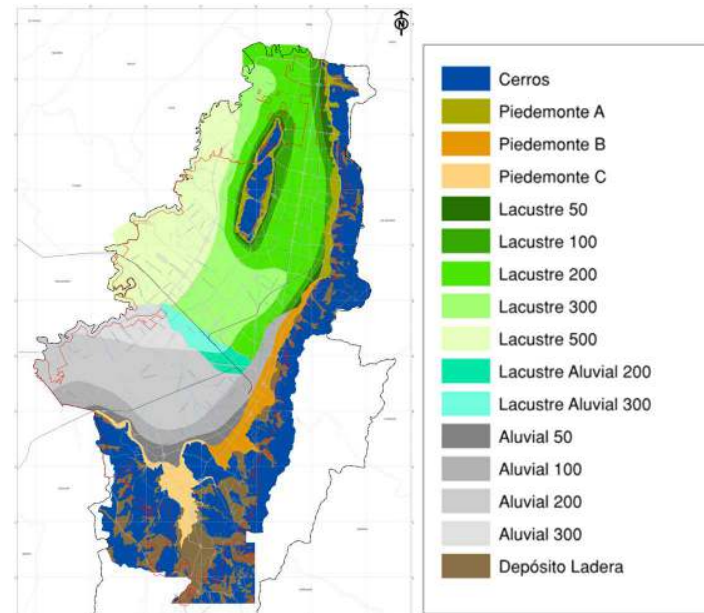 N
Cerros
Piedemonte A
Piedemonte B
Piedemonte C
Lacustre 50
Lacustre 100
Lacustre 200
Lacustre 300
Lacustre 500
Lacustre Aluvial 200
Lacustre Aluvial 300
Aluvial 50
Aluvial 100
Aluvial 200
Aluvial 300
Depósito Ladera